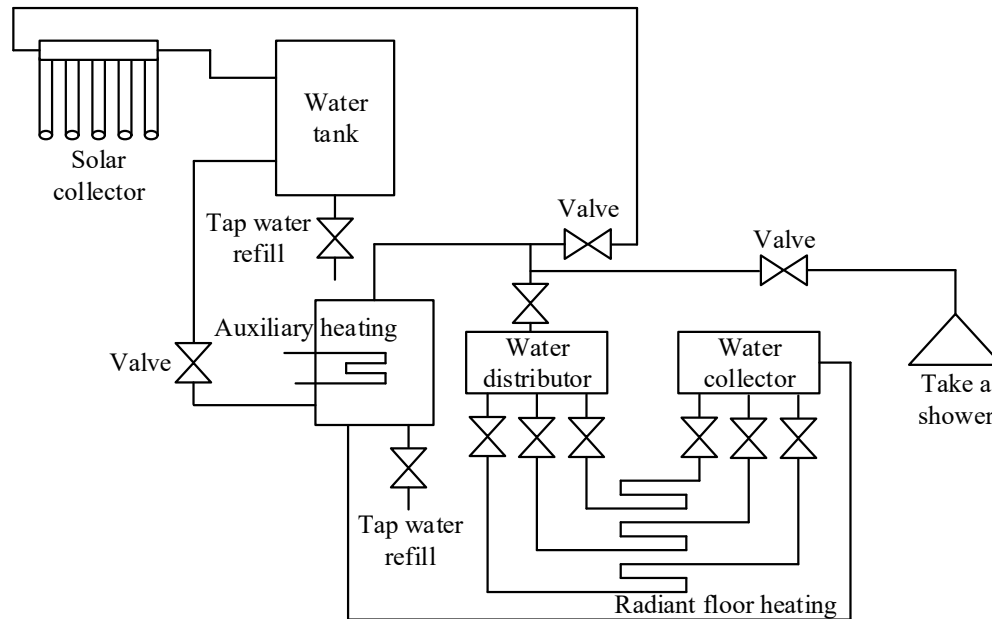 Solar
collector
Water
tank
Tap water
refill
Valve
Valve
Auxiliary heating
Valve
Water
distributor
Water
collector
Take a
shower
Tap water
refill
Radiant floor heating